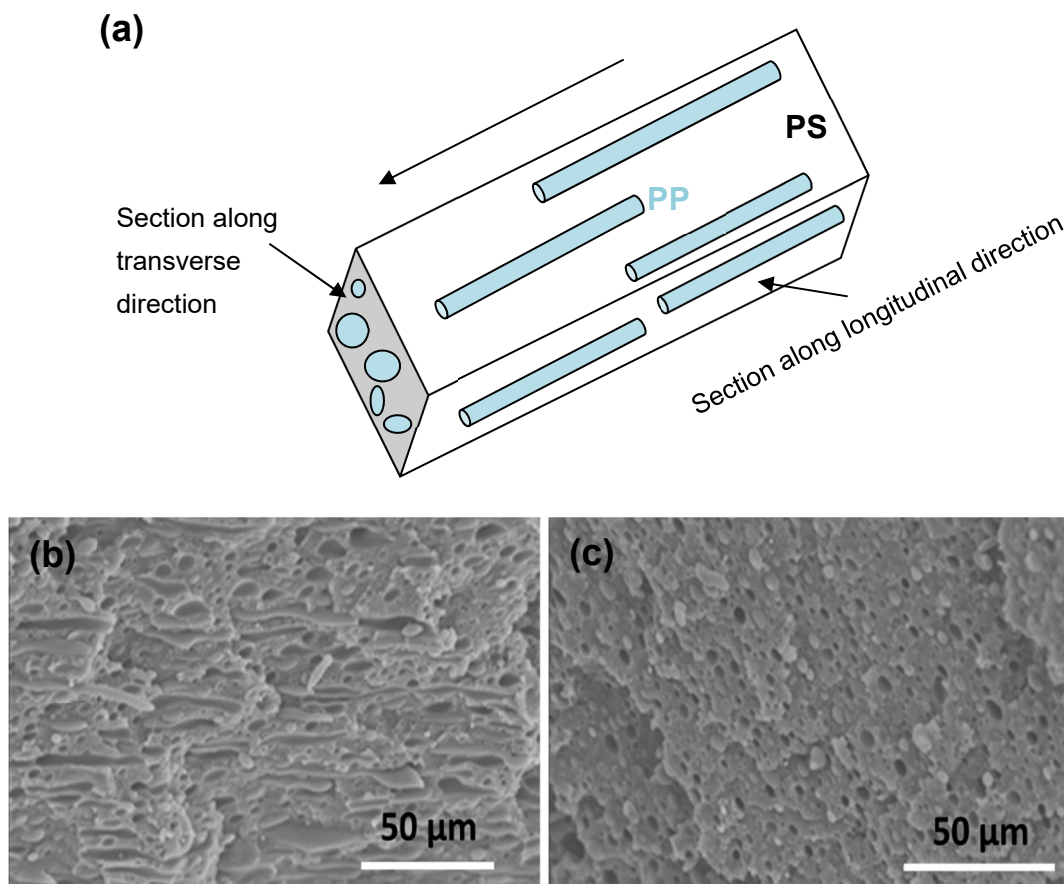 (a)
PS
PP
Section along
transverse
direction
Section along longitudinal direction
(b)
(c)
50 µm
50 µm